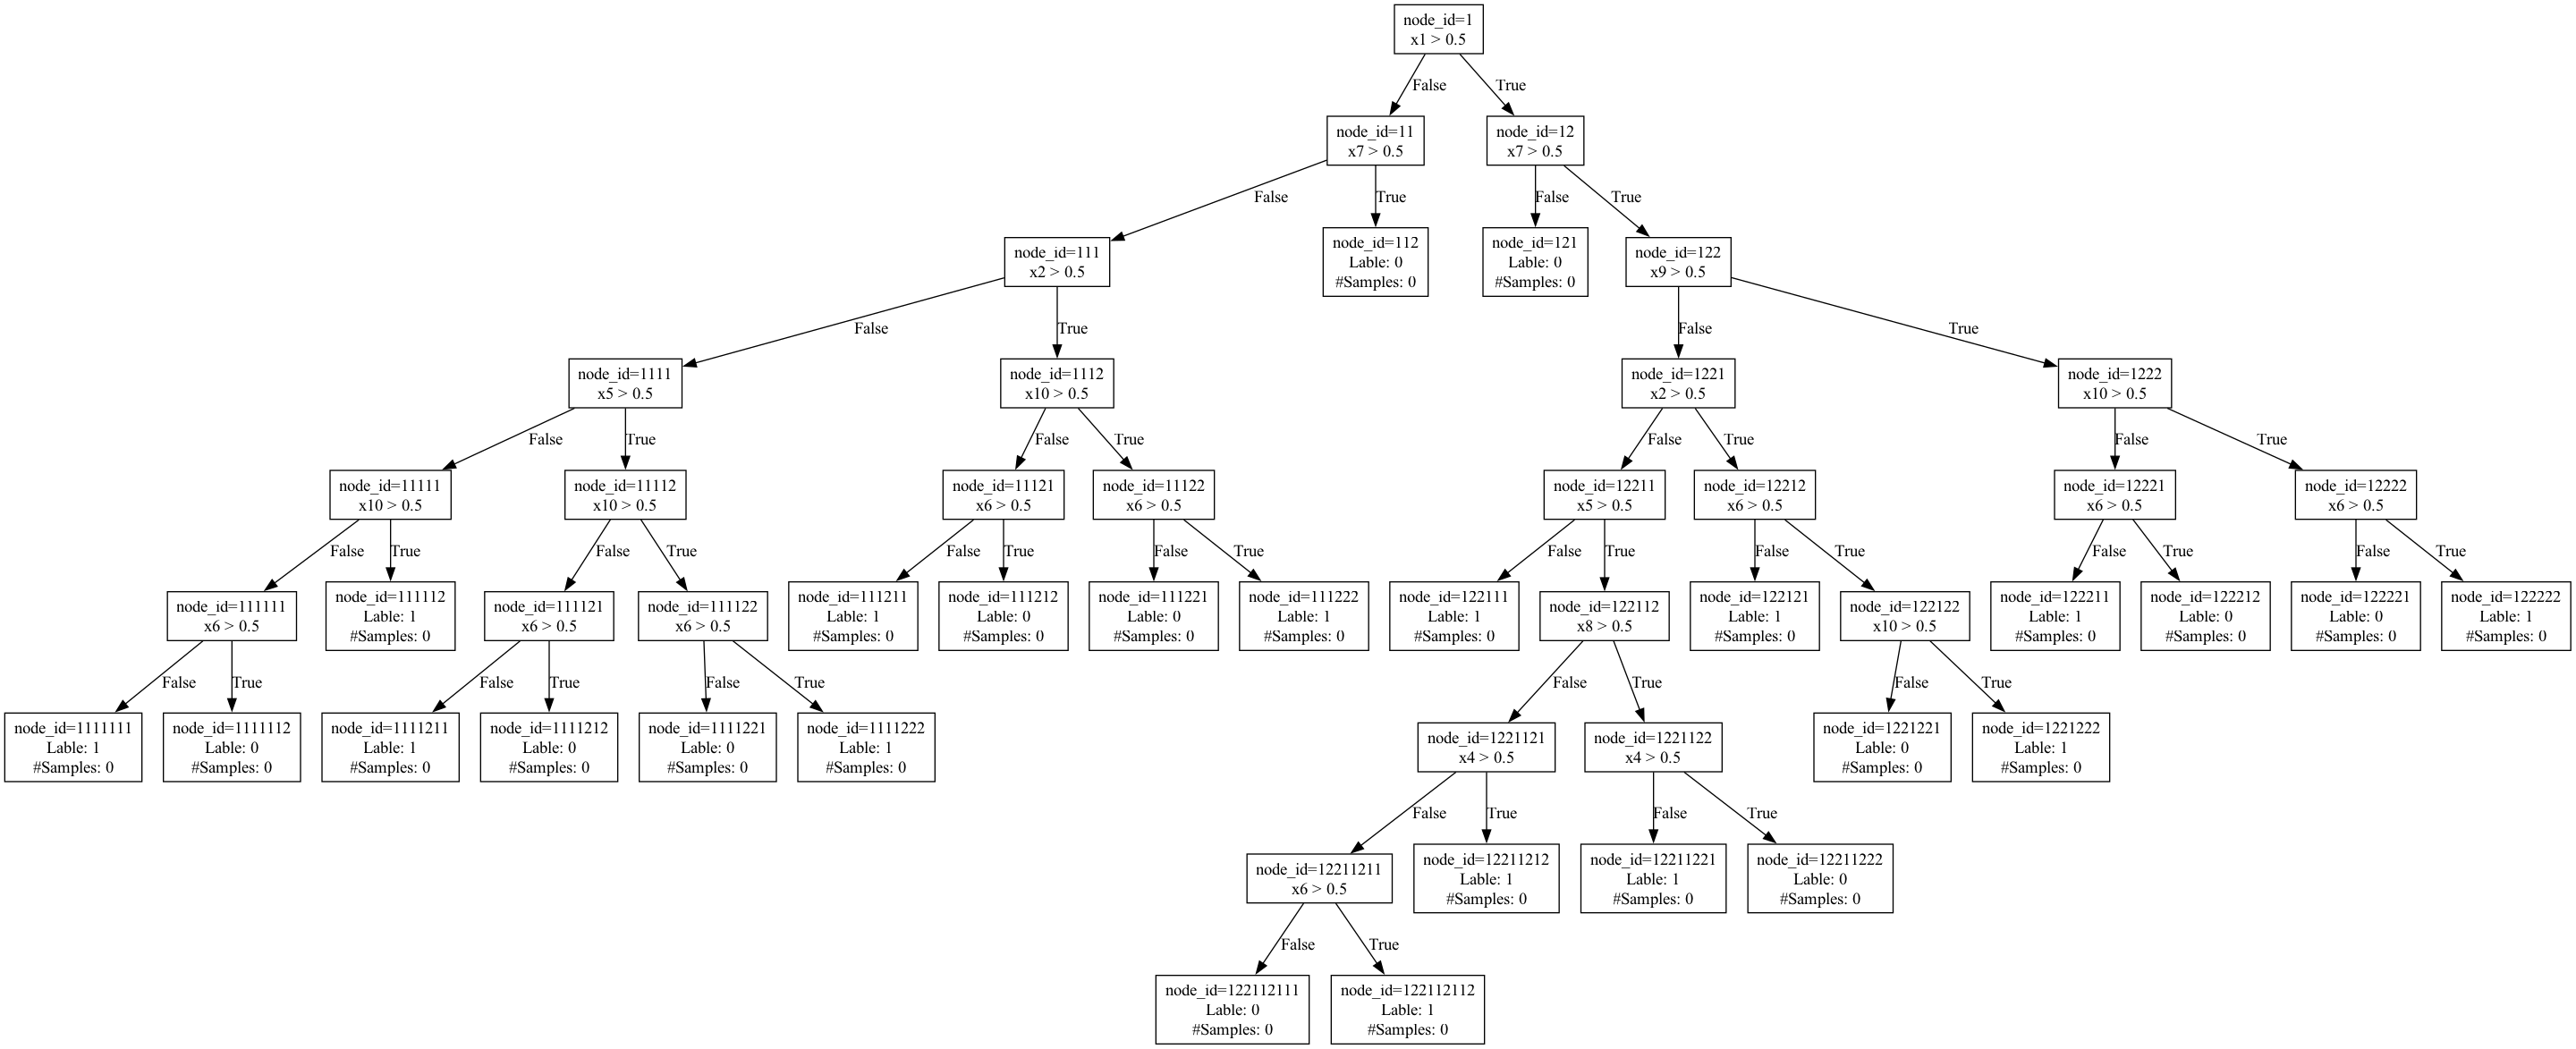 node_id=1
x1 > 0.5
False
True
node_id=11
x7 > 0.5
node_id=12
x7 > 0.5
False
True
False
True
node_id=111
x2 > 0.5
node_id=112
Lable: 0
#Samples: 0
node_id=121
Lable: 0
#Samples: 0
node_id=122
x9 > 0.5
False
True
False
True
node_id=1111
x5 > 0.5
node_id=1112
x10 > 0.5
node_id=1221
x2 > 0.5
node_id=1222
x10 > 0.5
False
True
False
True
False
True
False
True
node_id=11111
x10 > 0.5
node_id=11112
x10 > 0.5
node_id=11121
x6 > 0.5
node_id=11122
x6 > 0.5
node_id=12211
x5 > 0.5
node_id=12212
x6 > 0.5
node_id=12221
x6 > 0.5
node_id=12222
x6 > 0.5
False
True
False
True
False
True
False
True
False
True
False
True
False
True
False
True
node_id=111111
x6 > 0.5
node_id=111112
Lable: 1
#Samples: 0
node_id=111121
x6 > 0.5
node_id=111122
x6 > 0.5
node_id=111211
Lable: 1
#Samples: 0
node_id=111212
Lable: 0
#Samples: 0
node_id=111221
Lable: 0
#Samples: 0
node_id=111222
Lable: 1
#Samples: 0
node_id=122111
Lable: 1
#Samples: 0
node_id=122112
x8 > 0.5
node_id=122121
Lable: 1
#Samples: 0
node_id=122122
x10 > 0.5
node_id=122211
Lable: 1
#Samples: 0
node_id=122212
Lable: 0
#Samples: 0
node_id=122221
Lable: 0
#Samples: 0
node_id=122222
Lable: 1
#Samples: 0
False
True
False
True
False
True
False
True
False
True
node_id=1111111
Lable: 1
#Samples: 0
node_id=1111112
Lable: 0
#Samples: 0
node_id=1111211
Lable: 1
#Samples: 0
node_id=1111212
Lable: 0
#Samples: 0
node_id=1111221
Lable: 0
#Samples: 0
node_id=1111222
Lable: 1
#Samples: 0
node_id=1221121
x4 > 0.5
node_id=1221122
x4 > 0.5
node_id=1221221
Lable: 0
#Samples: 0
node_id=1221222
Lable: 1
#Samples: 0
False
True
False
True
node_id=12211211
x6 > 0.5
node_id=12211212
Lable: 1
#Samples: 0
node_id=12211221
Lable: 1
#Samples: 0
node_id=12211222
Lable: 0
#Samples: 0
False
True
node_id=122112111
Lable: 0
#Samples: 0
node_id=122112112
Lable: 1
#Samples: 0